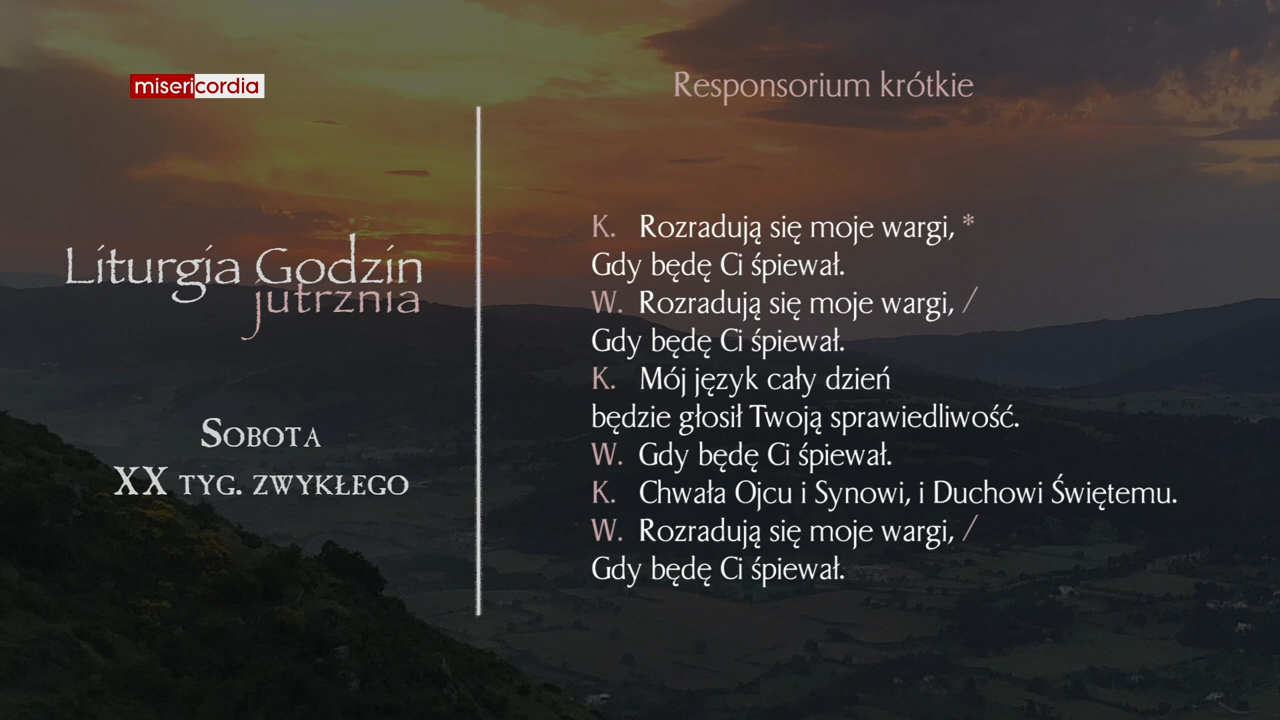 misericordia
Liturgia Godzin
jutrznia
Sobota
XX tyg. zwykłego
Responsorium krótkie
K. Rozradują się moje wargi, *
Gdy będę Ci śpiewał.
W. Rozradują się moje wargi, /
Gdy będę Ci śpiewał.
K. Mój język cały dzień
będzie głosił Twoją sprawiedliwość.
W. Gdy będę Ci śpiewał.
K. Chwała Ojcu i Synowi, i Duchowi Świętemu.
W. Rozradują się moje wargi, /
Gdy będę Ci śpiewał.